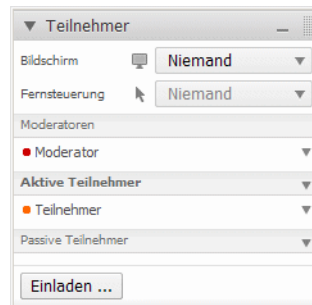 Teilnehmer
Bildschirm Niemand
Fernsteuerung Niemand
Moderatoren
Moderator
Aktive Teilnehmer
Teilnehmer
Passive Teilnehmer
Einladen ...